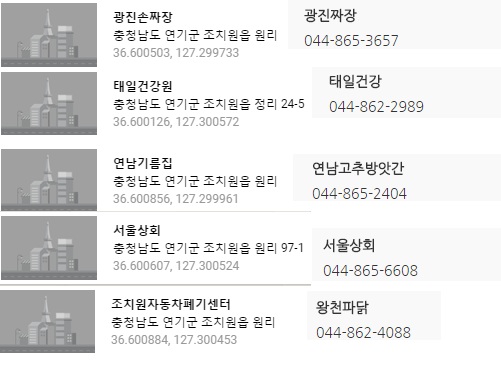 광진손짜장
충청남도 연기군 조치원읍 원리
36.600503, 127.299733
광진짜장
044-865-3657
태일건강원
충청남도 연기군 조치원읍 정리 24-5
36.600126, 127.300572
태일건강
044-862-2989
연남기름집
충청남도 연기군 조치원읍 원리
36.600856, 127.299961
연남고추방앗간
044-865-2404
서울상회
충청남도 연기군 조치원읍 원리 97-1
36.600607, 127.300524
서울상회
044-865-6608
조치원자동차폐기센터
충청남도 연기군 조치원읍 원리
36.600884, 127.300453
왕천파닭
044-862-4088